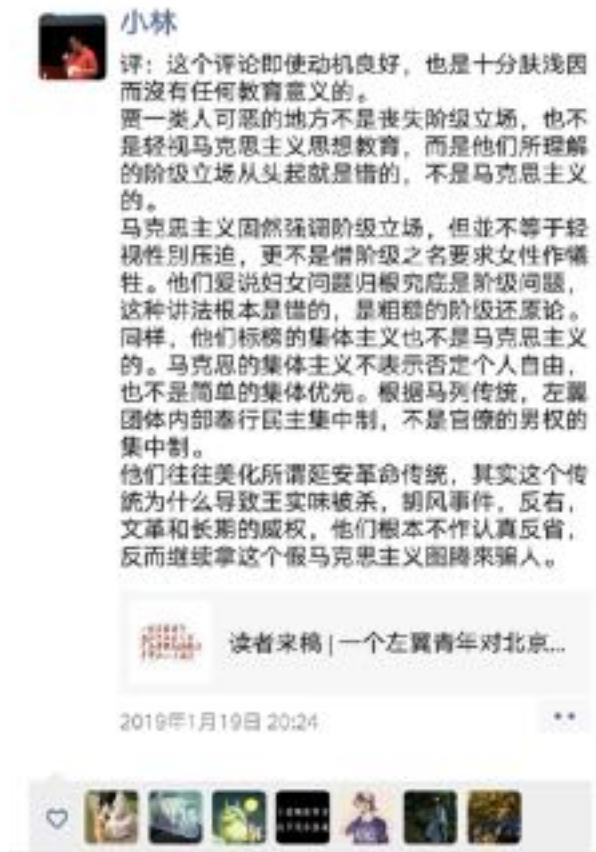 小林
评：这个评论即使动机良好，也是十分肤浅因
而沒有任何教育意义的。
贾一类人可恶的地方不是丧失阶级立场，也不
是轻视马克思主义思想教育，而是他们所理解
的阶级立场从头起就是错的，不是马克思主义
的。
马克思主义固然强调阶级立场，但並不等于轻
视性别压迫，更不是借阶级之名要求女性作犧
牲。他们爱说妇女问题归根究底是阶级问题，
这种讲法根本是错的，是粗糙的阶级还原论。
同样，他们标榜的集体主义也不是马克思主义
的。马克思的集体主义不表示否定个人自由，
也不是简单的集体优先。根据马列传统，左翼
团体内部奉行民主集中制，不是官僚的男权的
集中制。
他们往往美化所谓延安革命传统，其实这个传
统为什么导致王实味被杀，胡风事件，反右，
文革和长期的威权，他们根本不作认真反省，
反而继续拿这个假马克思主义图腾來骗人。
读者来稿 | 一个左翼青年对北京...
2019年1月19日 20:24